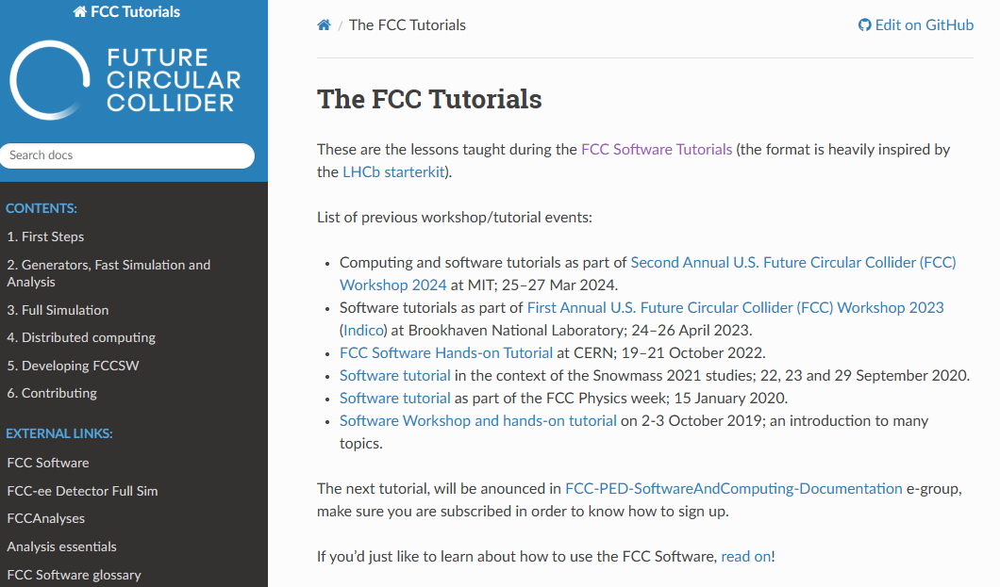 FCC Tutorials
FUTURE
CIRCULAR
COLLIDER
Search docs
CONTENTS:
1. First Steps
2. Generators, Fast Simulation and
Analysis
3. Full Simulation
4. Distributed computing
5. Developing FCCSW
6. Contributing
EXTERNAL LINKS:
FCC Software
FCC-ee Detector Full Sim
FCCAnalyses
Analysis essentials
FCC Software glossary
/ The FCC Tutorials
Edit on GitHub
The FCC Tutorials
These are the lessons taught during the FCC Software Tutorials (the format is heavily inspired by
the LHCb starterkit).
List of previous workshop/tutorial events:
• Computing and software tutorials as part of Second Annual U.S. Future Circular Collider (FCC)
Workshop 2024 at MIT; 25–27 Mar 2024.
• Software tutorials as part of First Annual U.S. Future Circular Collider (FCC) Workshop 2023
(Indico) at Brookhaven National Laboratory; 24–26 April 2023.
• FCC Software Hands-on Tutorial at CERN; 19–21 October 2022.
• Software tutorial in the context of the Snowmass 2021 studies; 22, 23 and 29 September 2020.
• Software tutorial as part of the FCC Physics week; 15 January 2020.
• Software Workshop and hands-on tutorial on 2-3 October 2019; an introduction to many
topics.
The next tutorial, will be anounced in FCC-PED-SoftwareAndComputing-Documentation e-group,
make sure you are subscribed in order to know how to sign up.
If you’d just like to learn about how to use the FCC Software, read on!